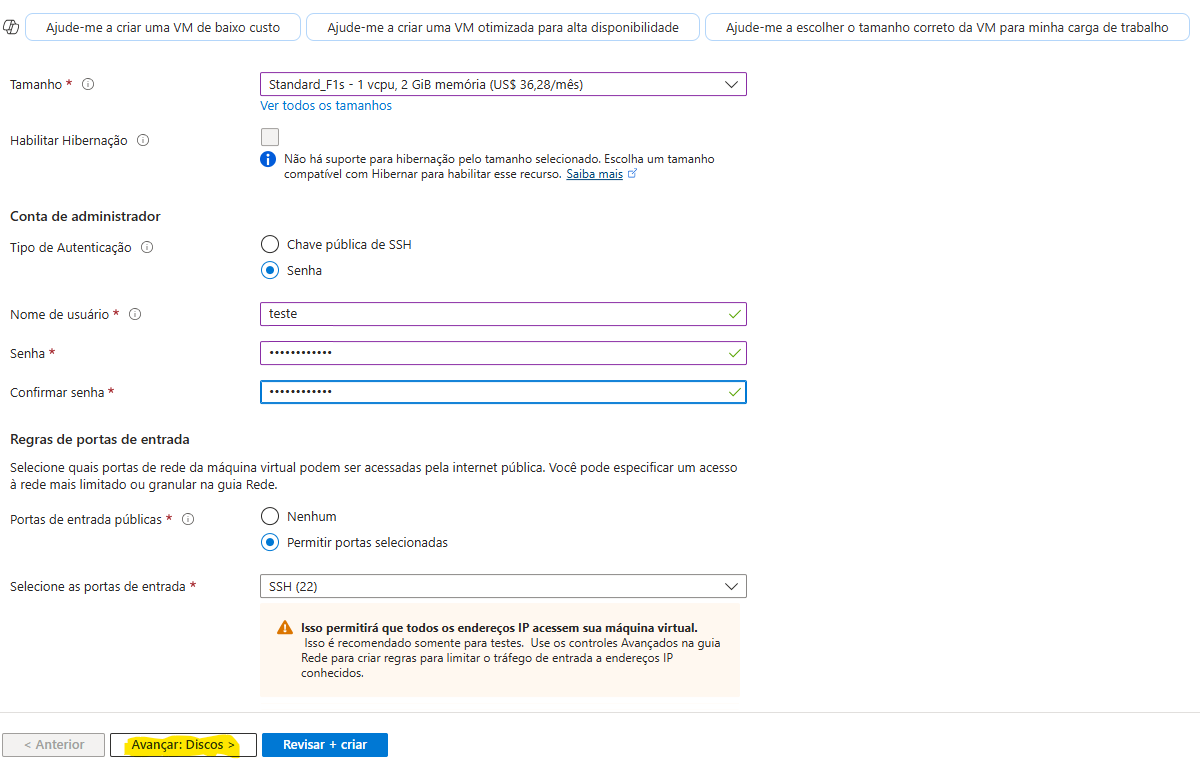 Ajude-me a criar uma VM de baixo custo
Ajude-me a criar uma VM otimizada para alta disponibilidade
Ajude-me a escolher o tamanho correto da VM para minha carga de trabalho
Tamanho *
Standard_F1s - 1 vcpu, 2 GiB memória (US$ 36,28/mês)
Ver todos os tamanhos
Habilitar Hibernação
Não há suporte para hibernação pelo tamanho selecionado. Escolha um tamanho
compatível com Hibernar para habilitar esse recurso. Saiba mais
Conta de administrador
Tipo de Autenticação
Chave pública de SSH
Senha
Nome de usuário *
teste
Senha *
••••••••••••
Confirmar senha *
••••••••••••
Regras de portas de entrada
Selecione quais portas de rede da máquina virtual podem ser acessadas pela internet pública. Você pode especificar um acesso
à rede mais limitado ou granular na guia Rede.
Portas de entrada públicas *
Nenhum
Permitir portas selecionadas
Selecione as portas de entrada *
SSH (22)
Isso permitirá que todos os endereços IP acessem sua máquina virtual.
Isso é recomendado somente para testes. Use os controles Avançados na guia
Rede para criar regras para limitar o tráfego de entrada a endereços IP
conhecidos.
< Anterior
Avançar: Discos >
Revisar + criar